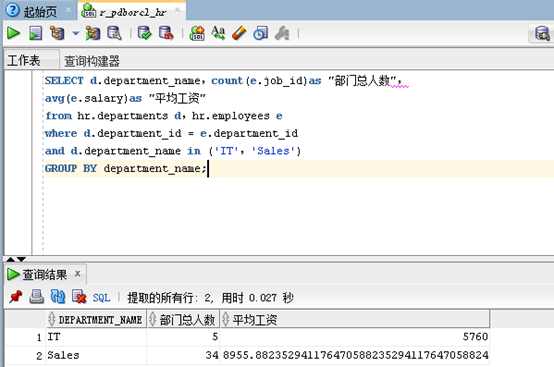 起始页 × r_pdborcl_hr ×
工作表 查询构建器
SELECT d.department_name，count(e.job_id)as "部门总人数"，
avg(e.salary)as "平均工资"
from hr.departments d，hr.employees e
where d.department_id = e.department_id
and d.department_name in ('IT'，'Sales')
GROUP BY department_name;
查询结果 ×
SQL | 提取的所有行: 2, 用时 0.027 秒
DEPARTMENT_NAME 部门总人数 平均工资
1 IT 5 5760
2 Sales 34 8955.882352941176470588235294117647058824